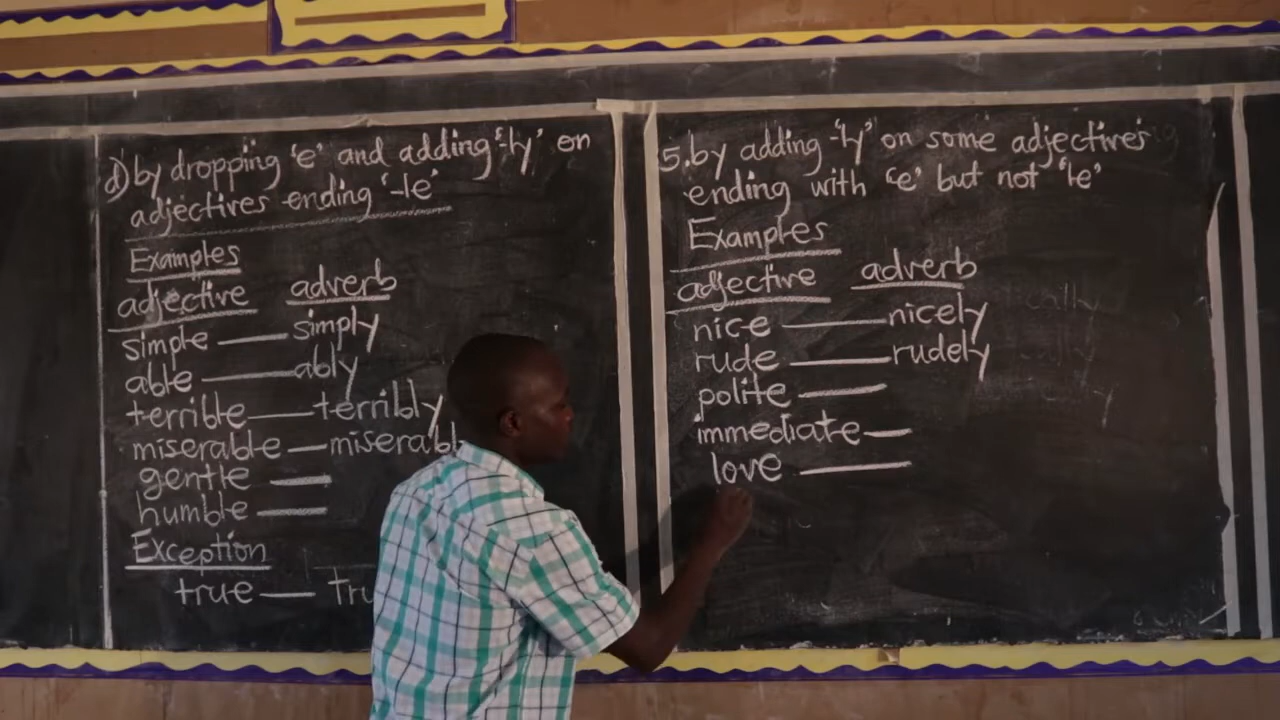 d) by dropping 'e' and adding '-ly' on
adjectives ending '-le'
Examples
adjective adverb
simple — simply
able — ably
terrible — terribly
miserable —
gentle —
humble —
Exception
true —
5. by adding '-ly' on some adjectives
ending with 'e' but not 'le'
Examples
adjective adverb
nice — nicely
rude — rudely
polite —
immediate —
love —